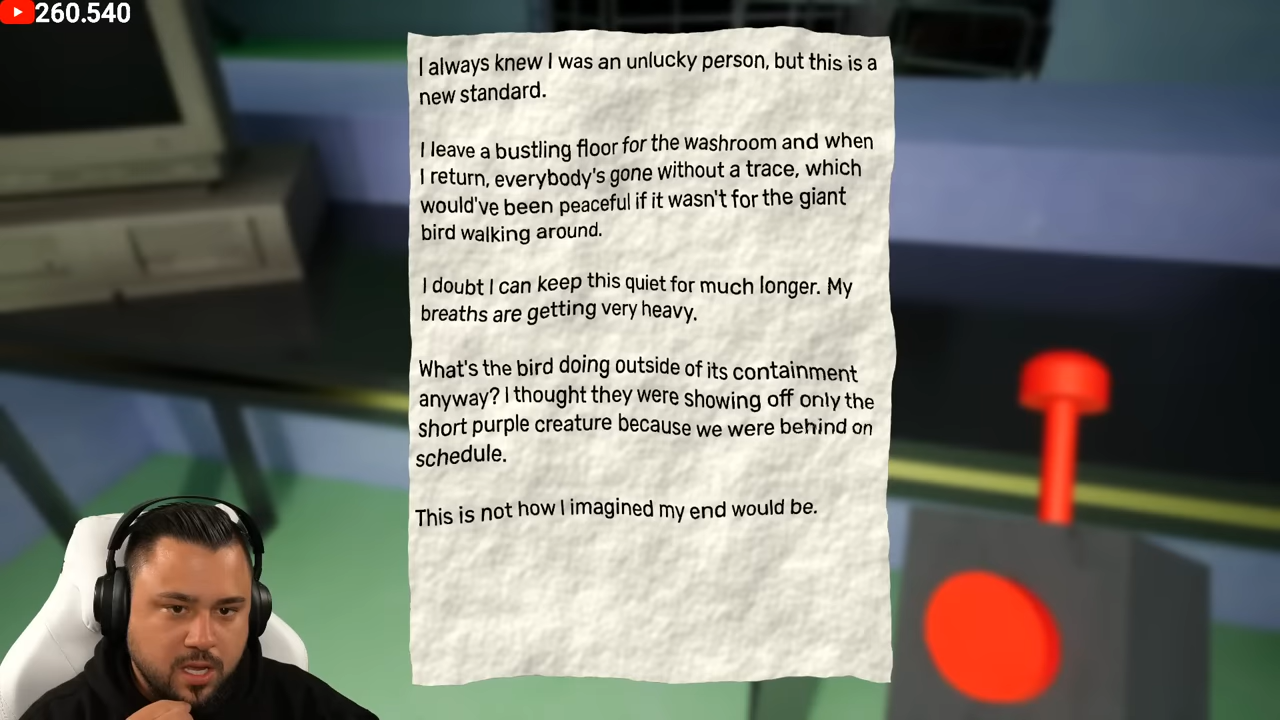 260.540
I always knew I was an unlucky person, but this is a
new standard.
I leave a bustling floor for the washroom and when
I return, everybody's gone without a trace, which
would've been peaceful if it wasn't for the giant
bird walking around.
I doubt I can keep this quiet for much longer. My
breaths are getting very heavy.
What's the bird doing outside of its containment
anyway? I thought they were showing off only the
short purple creature because we were behind on
schedule.
This is not how I imagined my end would be.